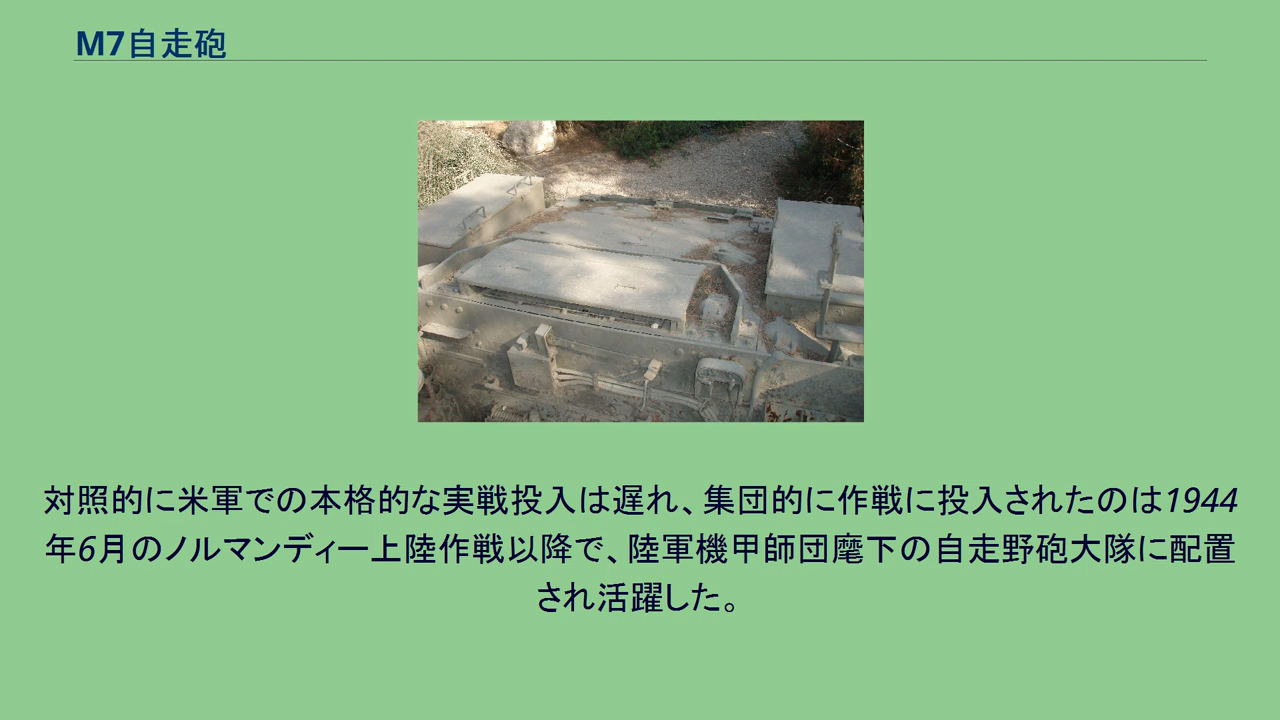 M7自走砲
対照的に米軍での本格的な実戦投入は遅れ、集団的に作戦に投入されたのは1944
年6月のノルマンディー上陸作戦以降で、陸軍機甲師団麾下の自走野砲大隊に配置
され活躍した。